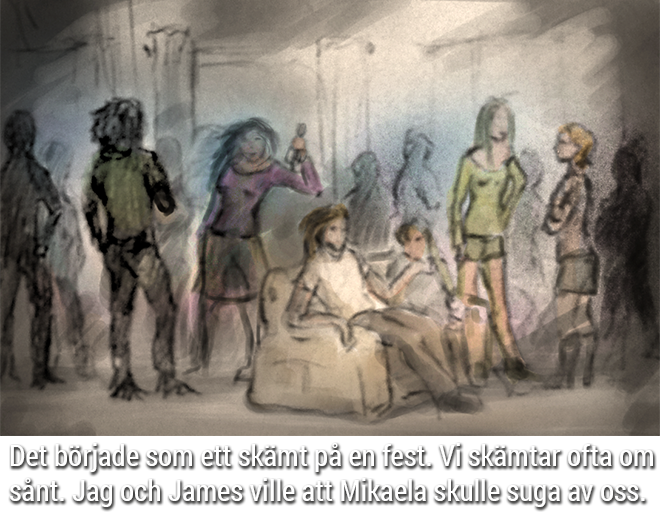 Det började som ett skämt på en fest. Vi skämtar ofta om
sånt. Jag och James ville att Mikaela skulle suga av oss.